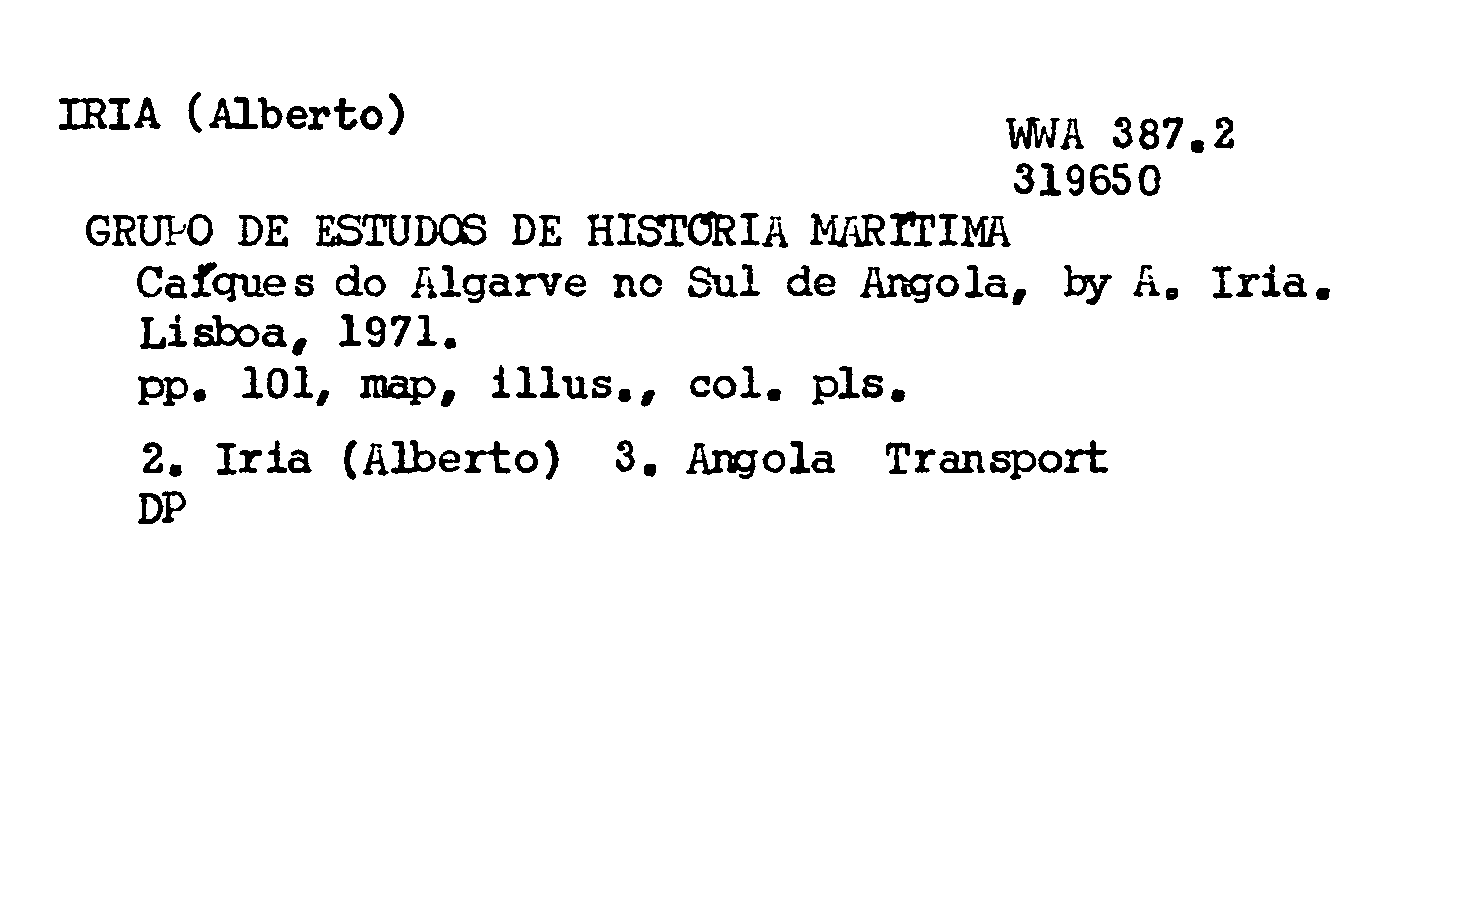 IRIA (Alberto)
WWA 387.2
319650
GRUPO DE ESTUDOS DE HISTÓRIA MARÍTIMA
Caíques do Algarve no Sul de Angola, by A. Iria.
Lisboa, 1971.
pp. 101, map, illus., col. pls.
2. Iria (Alberto) 3. Angola Transport
DP